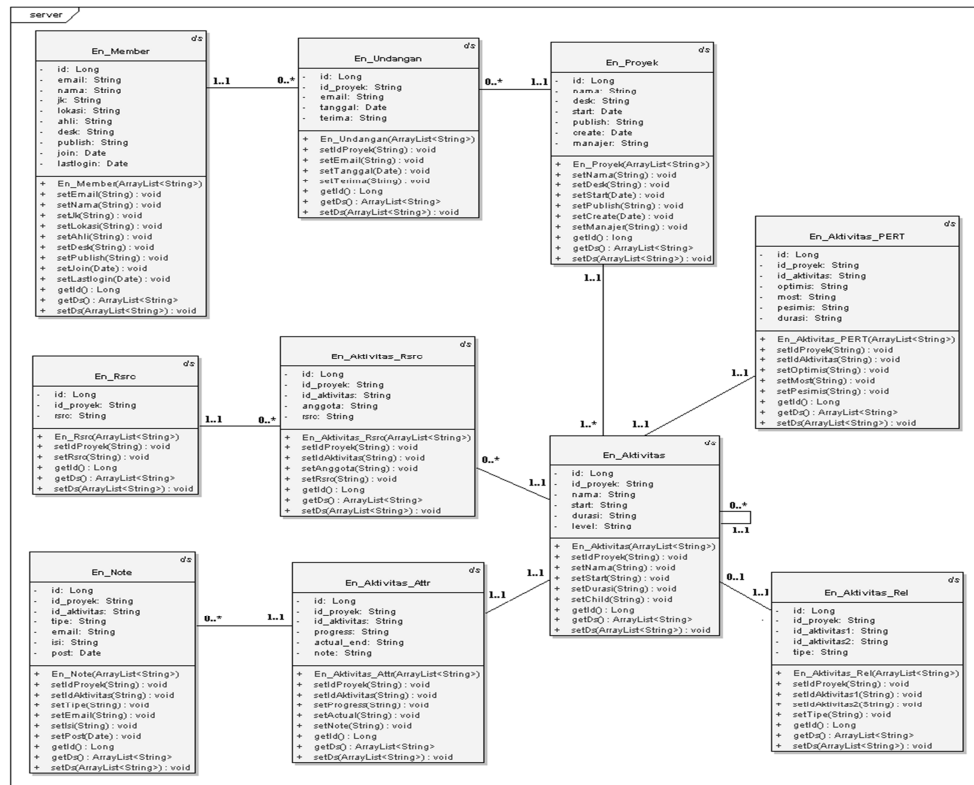 server
ds
En_Member
- id: Long
- email: String
- nama: String
- jk: String
- lokasi: String
- ahli: String
- desk: String
- publish: String
- join: Date
- lastlogin: Date
+ En_Member(ArrayList<String>)
+ setEmail(String) : void
+ setNama(String) : void
+ setJk(String) : void
+ setLokasi(String) : void
+ setAhli(String) : void
+ setDesk(String) : void
+ setPublish(String) : void
+ setJoin(Date) : void
+ setLastlogin(Date) : void
+ getId() : Long
+ getDs() : ArrayList<String>
+ setDs(ArrayList<String>) : void
1..1
0..*
ds
En_Undangan
- id: Long
- id_proyek: String
- email: String
- tanggal: Date
- terima: String
+ En_Undangan(ArrayList<String>)
+ setIdProyek(String) : void
+ setEmail(String) : void
+ setTanggal(Date) : void
+ setTerima(String) : void
+ getId() : Long
+ getDs() : ArrayList<String>
+ setDs(ArrayList<String>) : void
0..*
1..1
ds
En_Proyek
- id: Long
- nama: String
- desk: String
- start: Date
- publish: String
- create: Date
- manajer: String
+ En_Proyek(ArrayList<String>)
+ setNama(String) : void
+ setDesk(String) : void
+ setStart(Date) : void
+ setPublish(String) : void
+ setCreate(Date) : void
+ setManajer(String) : void
+ getId() : long
+ getDs() : ArrayList<String>
+ setDs(ArrayList<String>) : void
1..1
1..*
ds
En_Aktivitas_PERT
- id: Long
- id_proyek: String
- id_aktivitas: String
- optimis: String
- most: String
- pesimis: String
- durasi: String
+ En_Aktivitas_PERT(ArrayList<String>)
+ setIdProyek(String) : void
+ setIdAktivitas(String) : void
+ setOptimis(String) : void
+ setMost(String) : void
+ setPesimis(String) : void
+ getId() : Long
+ getDs() : ArrayList<String>
+ setDs(ArrayList<String>) : void
1..1
1..1
ds
En_Rsrc
- id: Long
- id_proyek: String
- rsrc: String
+ En_Rsrc(ArrayList<String>)
+ setIdProyek(String) : void
+ setRsrc(String) : void
+ getId() : Long
+ getDs() : ArrayList<String>
+ setDs(ArrayList<String>) : void
1..1
0..*
ds
En_Aktivitas_Rsrc
- id: Long
- id_proyek: String
- id_aktivitas: String
- anggota: String
- rsrc: String
+ En_Aktivitas_Rsrc(ArrayList<String>)
+ setIdProyek(String) : void
+ setIdAktivitas(String) : void
+ setAnggota(String) : void
+ setRsrc(String) : void
+ getId() : Long
+ getDs() : ArrayList<String>
+ setDs(ArrayList<String>) : void
0..*
1..1
ds
En_Aktivitas
- id: Long
- id_proyek: String
- nama: String
- start: String
- durasi: String
- level: String
+ En_Aktivitas(ArrayList<String>)
+ setIdProyek(String) : void
+ setNama(String) : void
+ setStart(String) : void
+ setDurasi(String) : void
+ setChild(String) : void
+ getId() : Long
+ getDs() : ArrayList<String>
+ setDs(ArrayList<String>) : void
0..*
1..1
0..1
1..1
ds
En_Note
- id: Long
- id_proyek: String
- id_aktivitas: String
- tipe: String
- email: String
- isi: String
- post: Date
+ En_Note(ArrayList<String>)
+ setIdProyek(String) : void
+ setIdAktivitas(String) : void
+ setTipe(String) : void
+ setEmail(String) : void
+ setIsi(String) : void
+ setPost(Date) : void
+ getId() : Long
+ getDs() : ArrayList<String>
+ setDs(ArrayList<String>) : void
0..*
1..1
ds
En_Aktivitas_Attr
- id: Long
- id_proyek: String
- id_aktivitas: String
- progress: String
- actual_end: String
- note: String
+ En_Aktivitas_Attr(ArrayList<String>)
+ setIdProyek(String) : void
+ setIdAktivitas(String) : void
+ setProgress(String) : void
+ setActual(String) : void
+ setNote(String) : void
+ getId() : Long
+ getDs() : ArrayList<String>
+ setDs(ArrayList<String>) : void
1..1
1..1
ds
En_Aktivitas_Rel
- id: Long
- id_proyek: String
- id_aktivitas1: String
- id_aktivitas2: String
- tipe: String
+ En_Aktivitas_Rel(ArrayList<String>)
+ setIdProyek(String) : void
+ setIdAktivitas1(String) : void
+ setIdAktivitas2(String) : void
+ setTipe(String) : void
+ getId() : Long
+ getDs() : ArrayList<String>
+ setDs(ArrayList<String>) : void